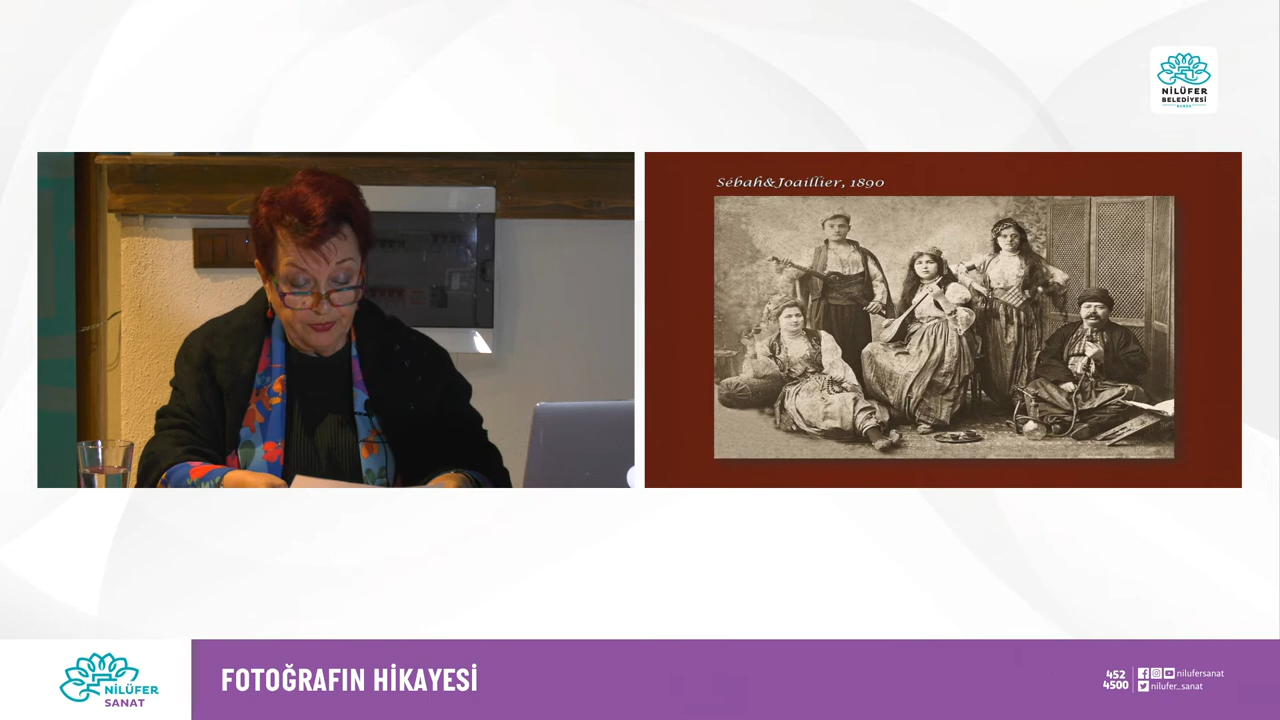 NİLÜFER
BELEDİYESİ
Sébah&Joaillier, 1890
NİLÜFER
SANAT
FOTOĞRAFIN HİKAYESİ
452
4500
nilufersanat
nilufer_sanat